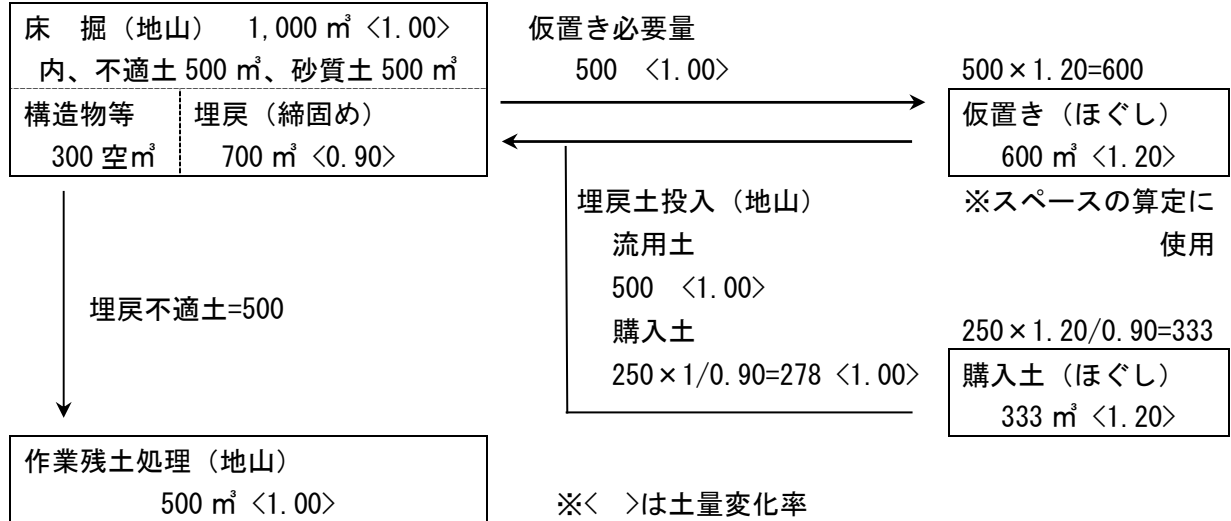 床　掘（地山）　1,000 ㎥ <1.00>
内、不適土 500 ㎥、砂質土 500 ㎥
構造物等
300 空㎥
埋戻（締固め）
700 ㎥ <0.90>
仮置き必要量
500　<1.00>
500×1.20=600
仮置き（ほぐし）
600 ㎥ <1.20>
※スペースの算定に
使用
埋戻土投入（地山）
流用土
500　<1.00>
購入土
250×1/0.90=278 <1.00>
250×1.20/0.90=333
購入土（ほぐし）
333 ㎥ <1.20>
埋戻不適土=500
作業残土処理（地山）
500 ㎥ <1.00>
※<　>は土量変化率